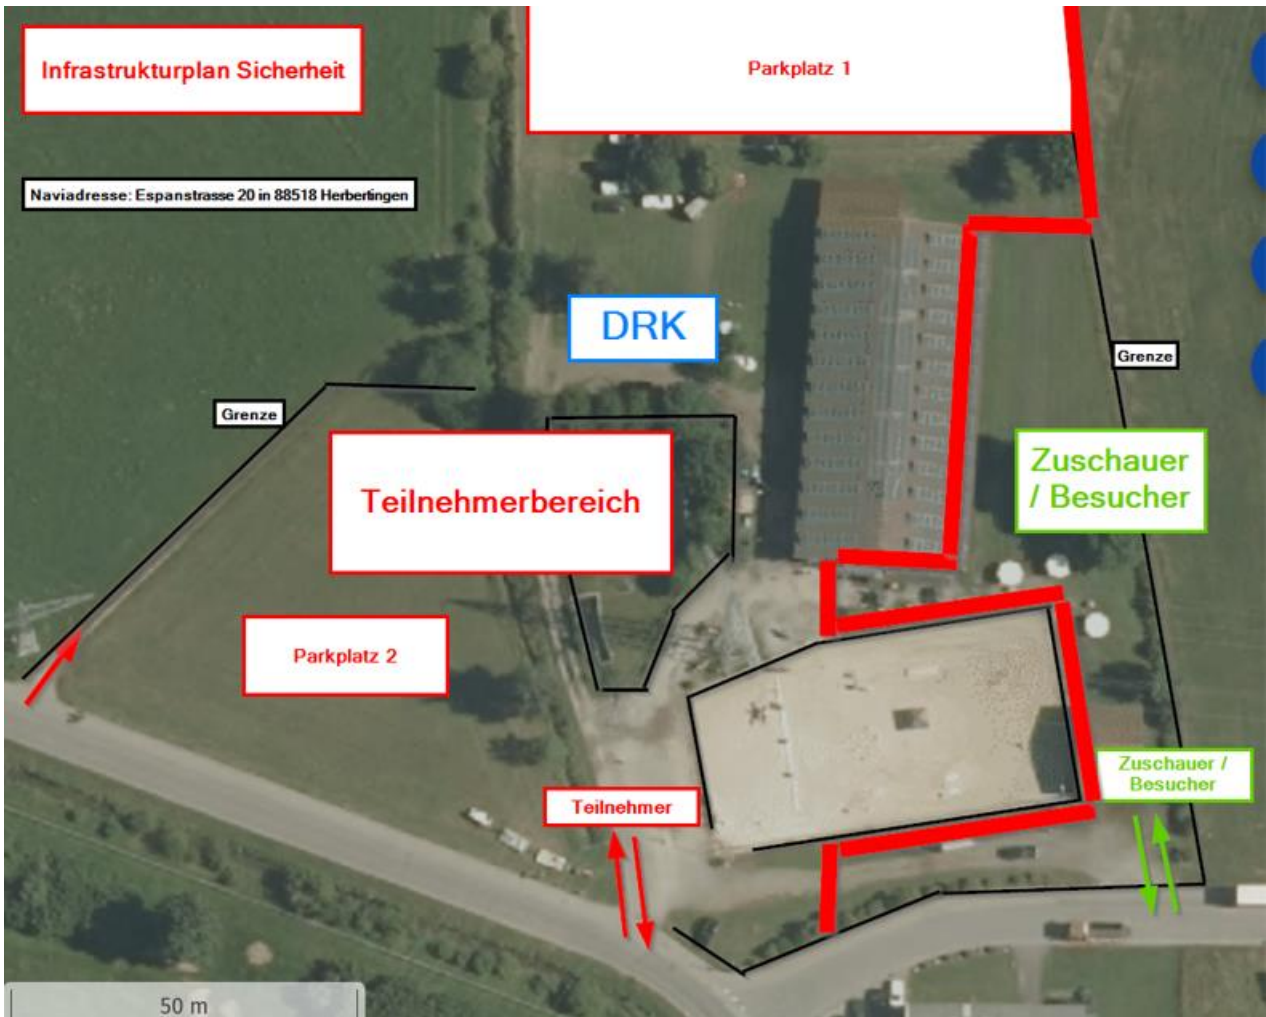 Infrastrukturplan Sicherheit
Parkplatz 1
Naviadresse: Espanstrasse 20 in 88518 Herbertingen
DRK
Grenze
Grenze
Teilnehmerbereich
Zuschauer
/ Besucher
Parkplatz 2
Zuschauer /
Besucher
Teilnehmer
50 m